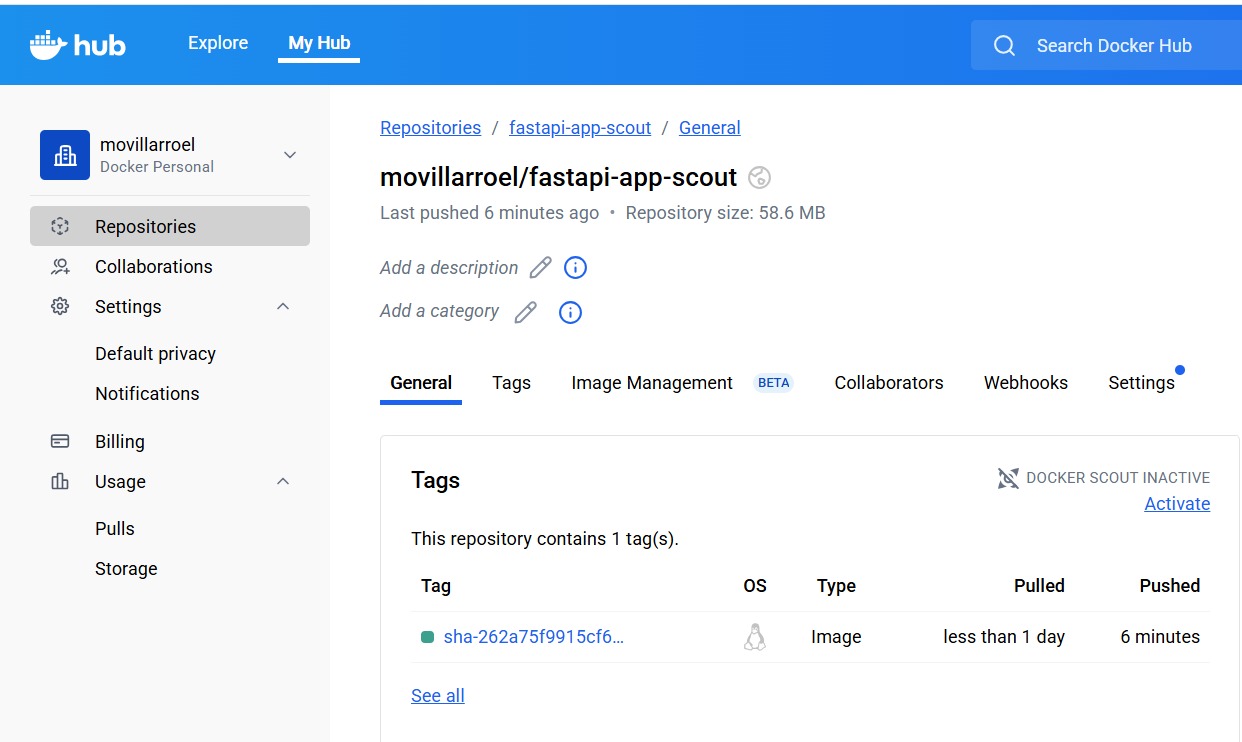 hub
Explore
My Hub
Search Docker Hub
movillarroel
Docker Personal
Repositories
Collaborations
Settings
Default privacy
Notifications
Billing
Usage
Pulls
Storage
Repositories / fastapi-app-scout / General
movillarroel/fastapi-app-scout
Last pushed 6 minutes ago • Repository size: 58.6 MB
Add a description
Add a category
General Tags Image Management BETA Collaborators Webhooks Settings
Tags
DOCKER SCOUT INACTIVE
Activate
This repository contains 1 tag(s).
Tag OS Type Pulled Pushed
sha-262a75f9915cf6... Image less than 1 day 6 minutes
See all